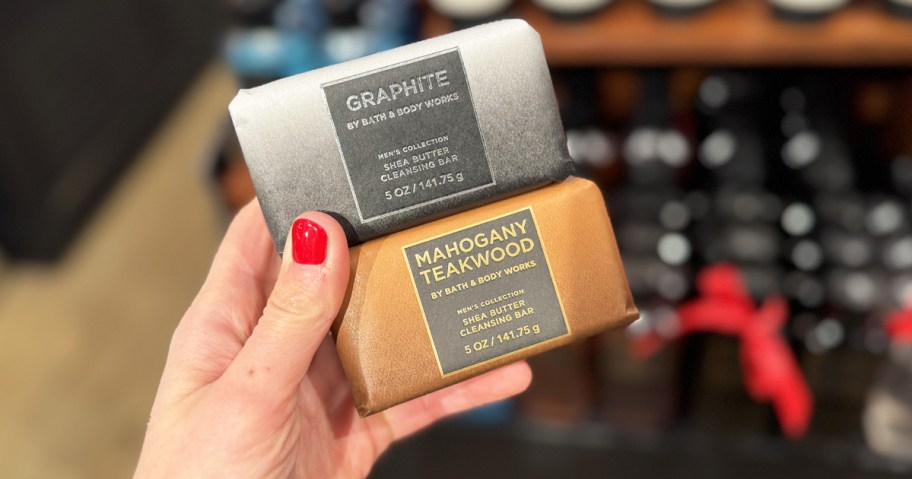 GRAPHITE
BY BATH & BODY WORKS
MEN'S COLLECTION
SHEA BUTTER
CLEANSING BAR
5 OZ / 141.75 g
MAHOGANY
TEAKWOOD
BY BATH & BODY WORKS.
MEN'S COLLECTION
SHEA BUTTER
CLEANSING BAR
5 OZ / 141.75 g